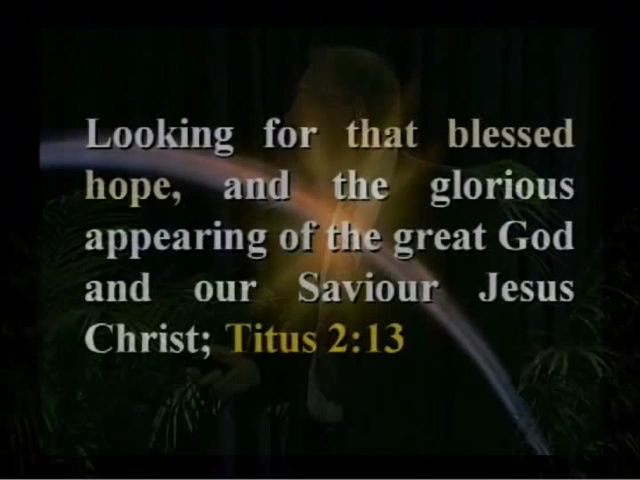 Looking for that blessed
hope, and the glorious
appearing of the great God
and our Saviour Jesus
Christ; Titus 2:13